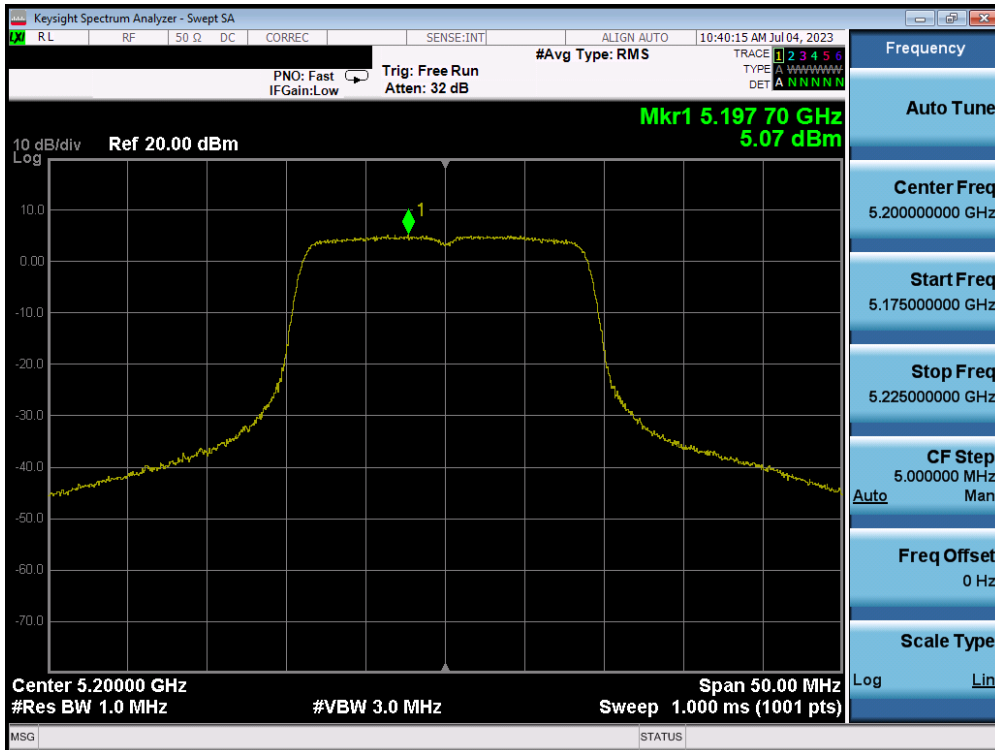 Keysight Spectrum Analyzer - Swept SA
LXI RL RF 50 Ω DC CORREC SENSE:INT ALIGN AUTO 10:40:15 AM Jul 04, 2023
#Avg Type: RMS
TRACE 1 2 3 4 5 6
PNO: Fast Trig: Free Run
TYPE A WWWWW
IFGain:Low Atten: 32 dB
DET A N N N N N
Mkr1 5.197 70 GHz
5.07 dBm
10 dB/div Ref 20.00 dBm
Log
1
10.0
0.00
-10.0
-20.0
-30.0
-40.0
-50.0
-60.0
-70.0
Center 5.20000 GHz Span 50.00 MHz
#Res BW 1.0 MHz #VBW 3.0 MHz Sweep 1.000 ms (1001 pts)
MSG STATUS
Frequency
Auto Tune
Center Freq
5.200000000 GHz
Start Freq
5.175000000 GHz
Stop Freq
5.225000000 GHz
CF Step
5.000000 MHz
Auto Man
Freq Offset
0 Hz
Scale Type
Log Lin